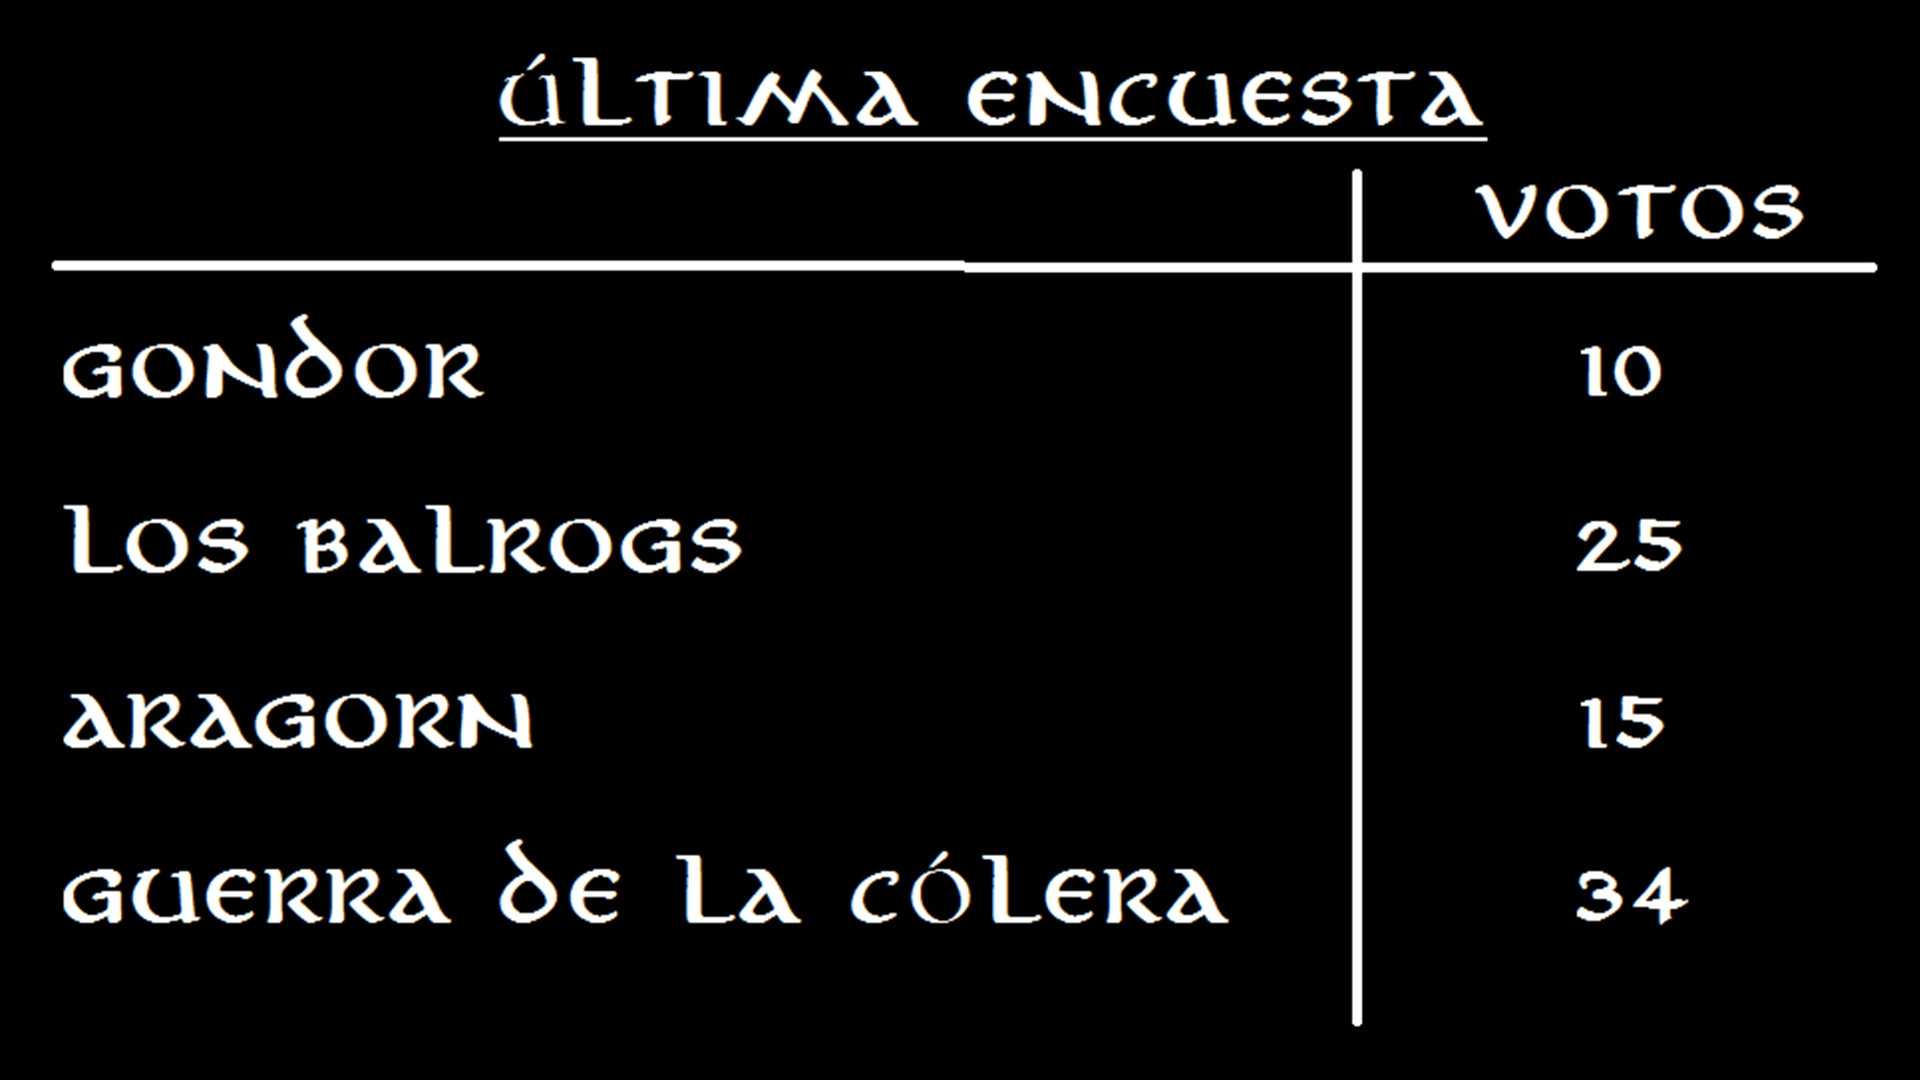 ÚLTIMA ENCUESTA
VOTOS
GONDOR 10
LOS BALROGS 25
ARAGORN 15
GUERRA DE LA CÓLERA 34